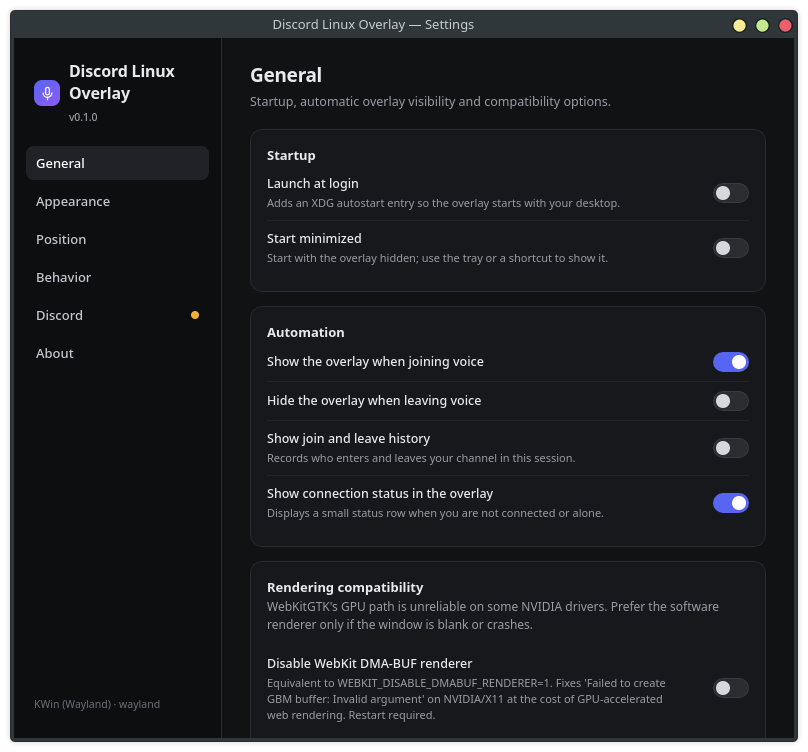 Discord Linux Overlay — Settings
Discord Linux
Overlay
v0.1.0
General
Appearance
Position
Behavior
Discord
About
KWin (Wayland) · wayland
General
Startup, automatic overlay visibility and compatibility options.
Startup
Launch at login
Adds an XDG autostart entry so the overlay starts with your desktop.
Start minimized
Start with the overlay hidden; use the tray or a shortcut to show it.
Automation
Show the overlay when joining voice
Hide the overlay when leaving voice
Show join and leave history
Records who enters and leaves your channel in this session.
Show connection status in the overlay
Displays a small status row when you are not connected or alone.
Rendering compatibility
WebKitGTK's GPU path is unreliable on some NVIDIA drivers. Prefer the software
renderer only if the window is blank or crashes.
Disable WebKit DMA-BUF renderer
Equivalent to WEBKIT_DISABLE_DMABUF_RENDERER=1. Fixes 'Failed to create
GBM buffer: Invalid argument' on NVIDIA/X11 at the cost of GPU-accelerated
web rendering. Restart required.